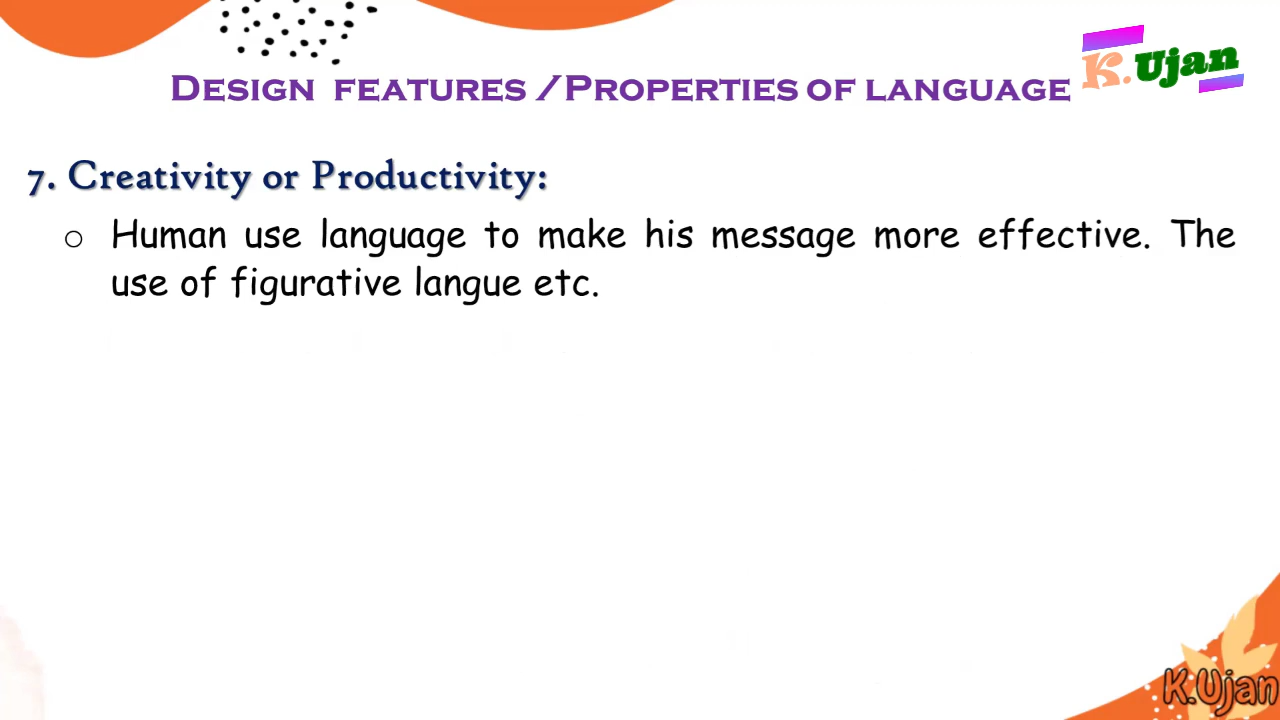 DESIGN FEATURES /PROPERTIES OF LANGUAGE
K.Ujan
7. Creativity or Productivity:
o Human use language to make his message more effective. The
use of figurative langue etc.
K.Ujan